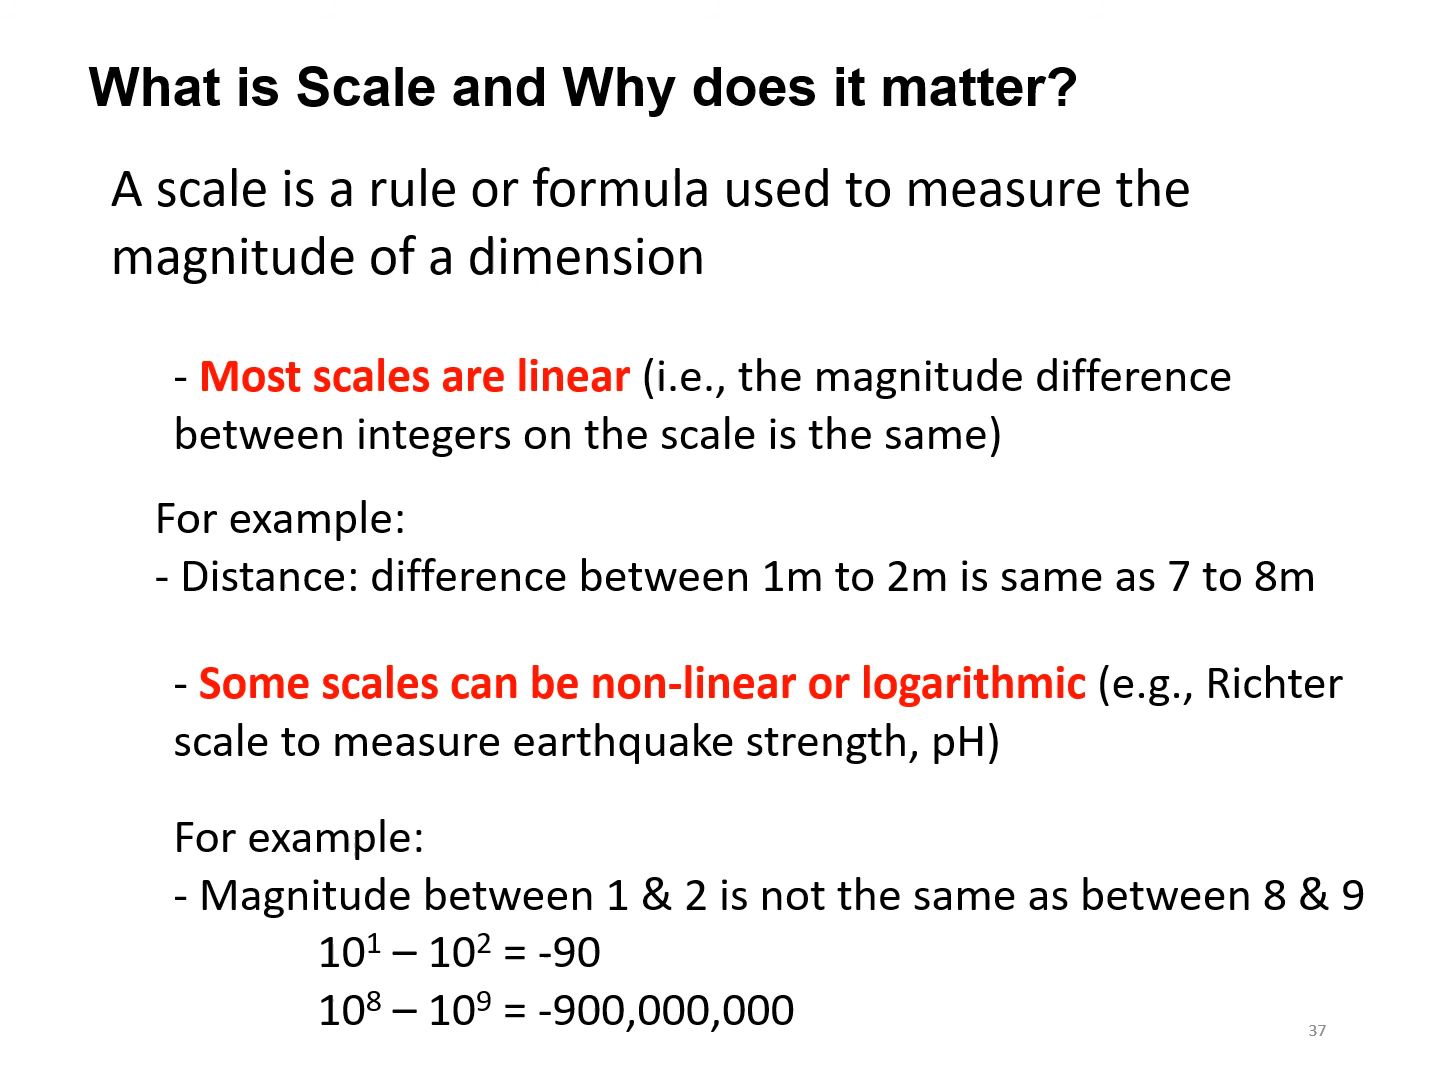 What is Scale and Why does it matter?
A scale is a rule or formula used to measure the
magnitude of a dimension
- Most scales are linear (i.e., the magnitude difference
between integers on the scale is the same)
For example:
- Distance: difference between 1m to 2m is same as 7 to 8m
- Some scales can be non-linear or logarithmic (e.g., Richter
scale to measure earthquake strength, pH)
For example:
- Magnitude between 1 & 2 is not the same as between 8 & 9
10¹ – 10² = -90
10⁸ – 10⁹ = -900,000,000
37